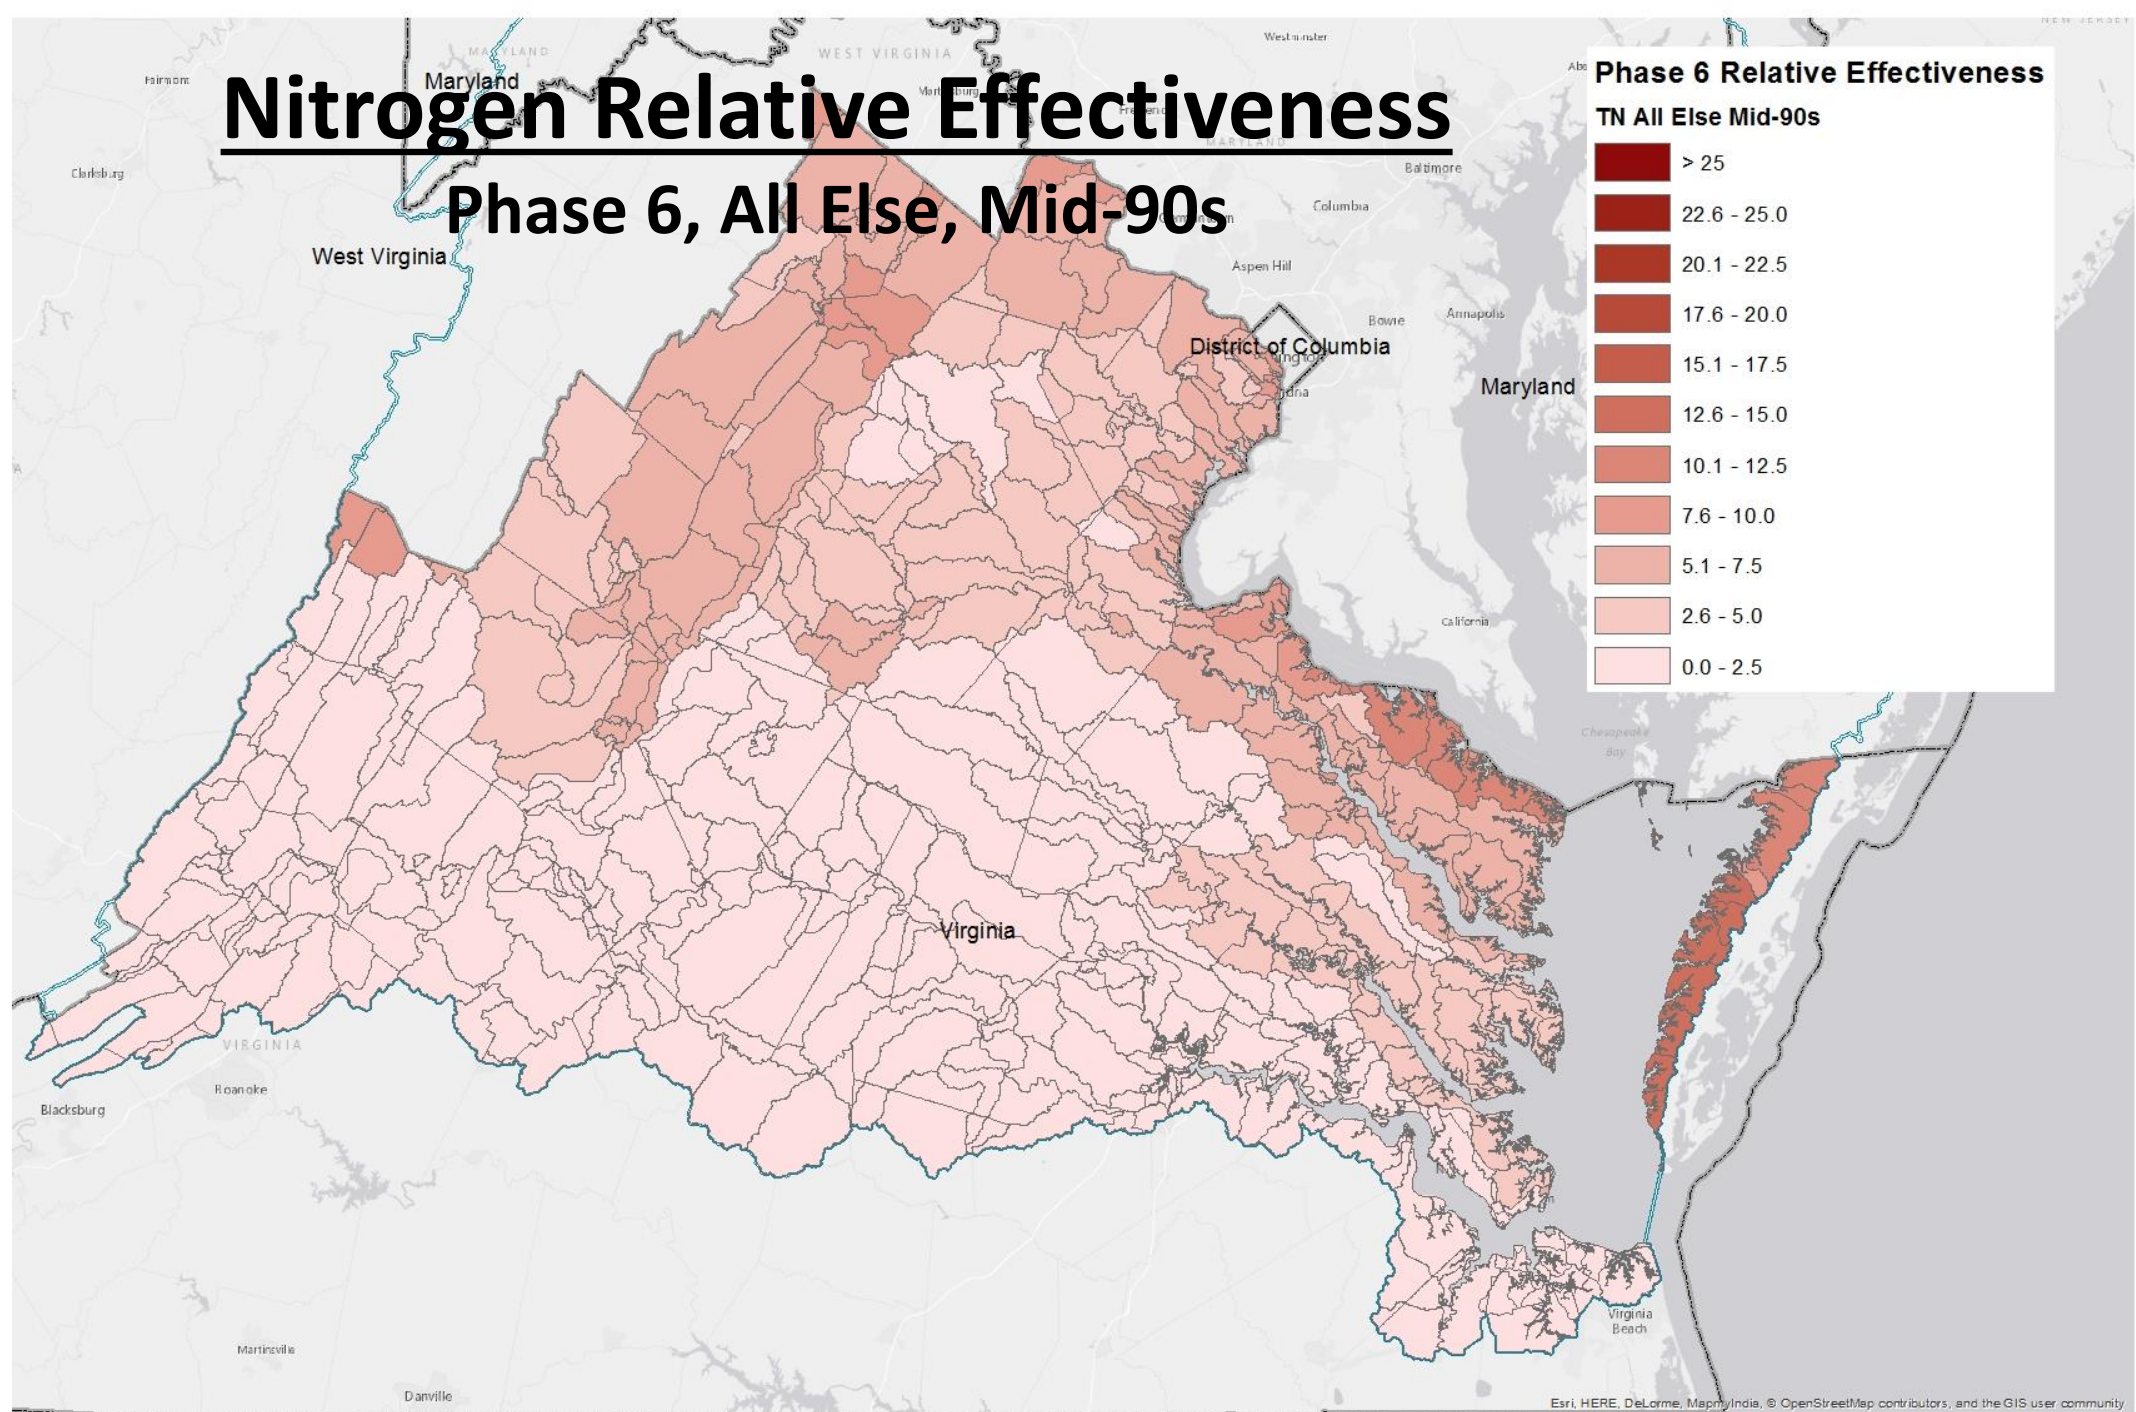 Nitrogen Relative Effectiveness
Phase 6, All Else, Mid-90s
Phase 6 Relative Effectiveness
TN All Else Mid-90s
> 25
22.6 - 25.0
20.1 - 22.5
17.6 - 20.0
15.1 - 17.5
12.6 - 15.0
10.1 - 12.5
7.6 - 10.0
5.1 - 7.5
2.6 - 5.0
0.0 - 2.5
NEW JERSEY
Westminster
MARYLAND
WEST VIRGINIA
Fairmont
Maryland
MARYLAND
Baltimore
Clarksburg
Columbia
West Virginia
Aspen Hill
Bowie
Annapolis
District of Columbia
Maryland
California
Chesapeake
Bay
Virginia
VIRGINIA
Roanoke
Blacksburg
Virginia
Beach
Martinsville
Danville
Esri, HERE, DeLorme, MapmyIndia, © OpenStreetMap contributors, and the GIS user community